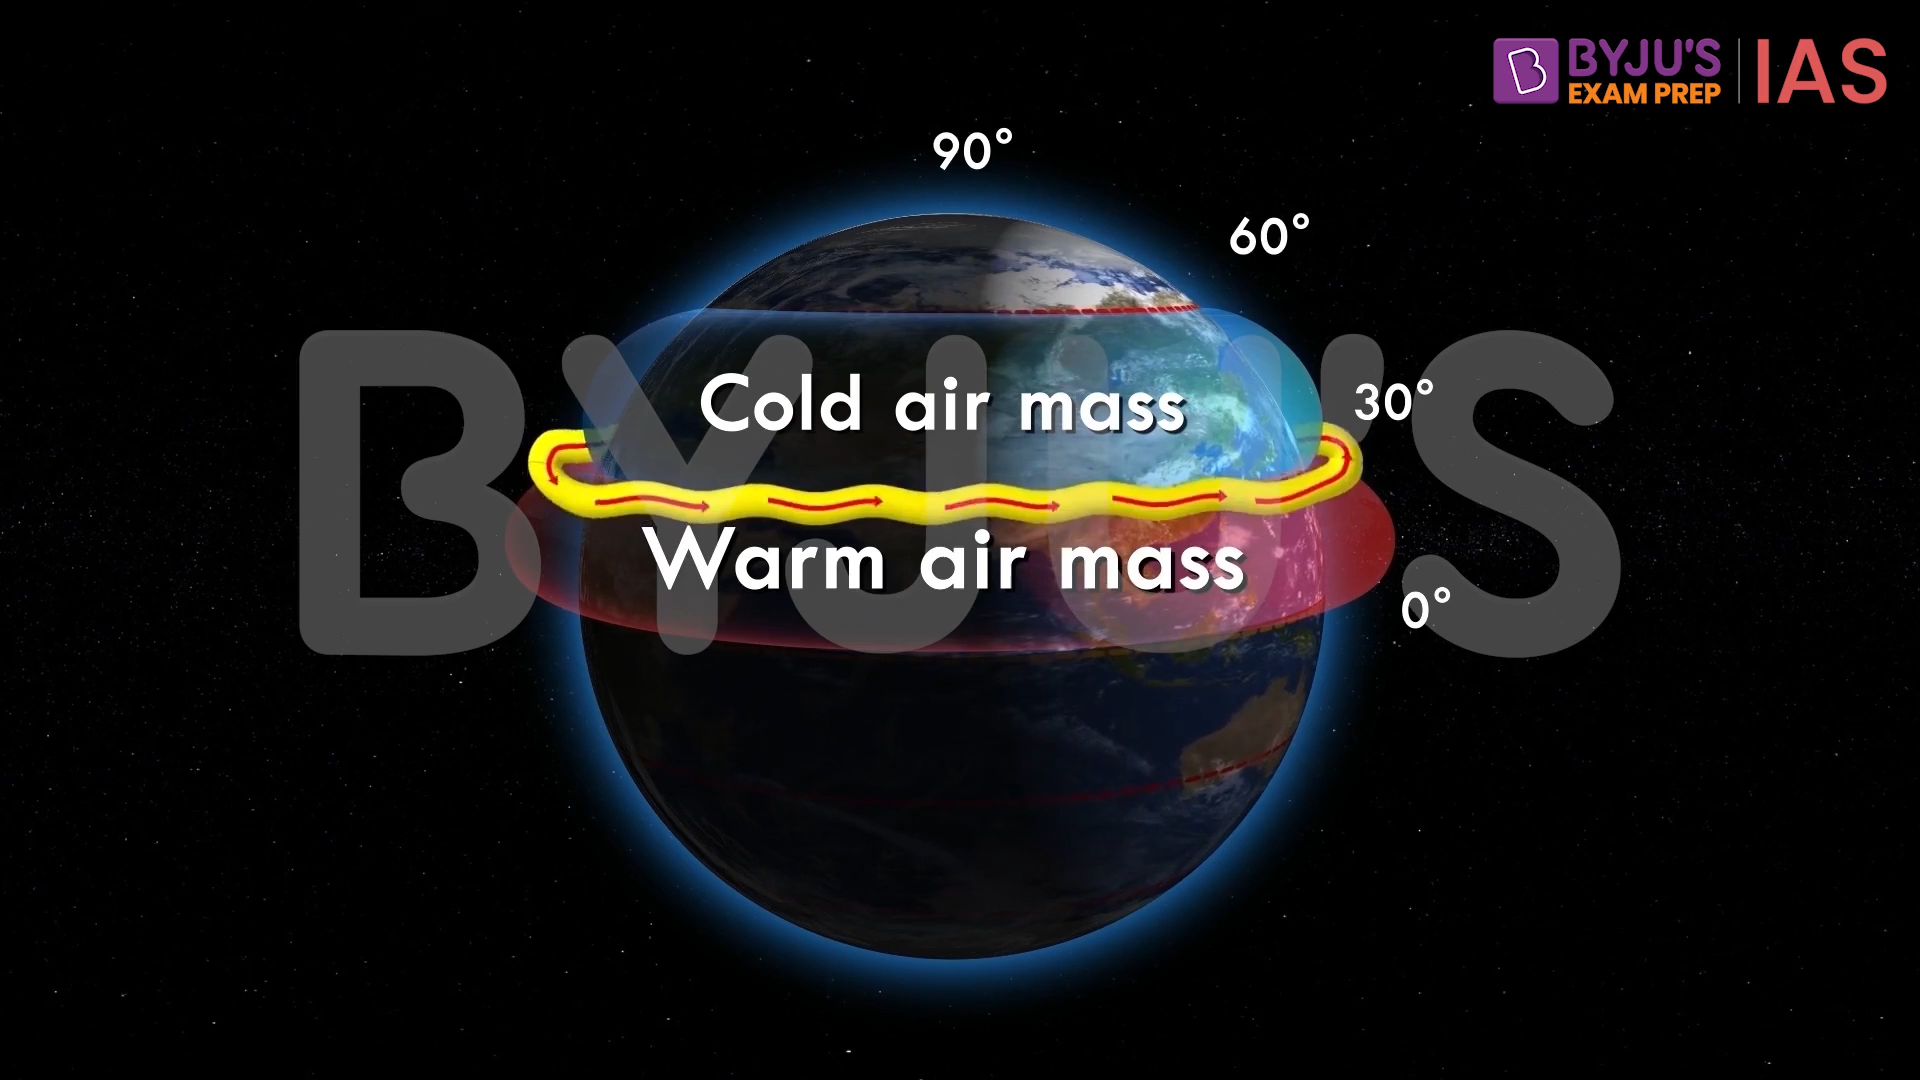 BYJU'S
EXAM PREP
IAS
90°
60°
30°
0°
Cold air mass
Warm air mass
BYJU'S